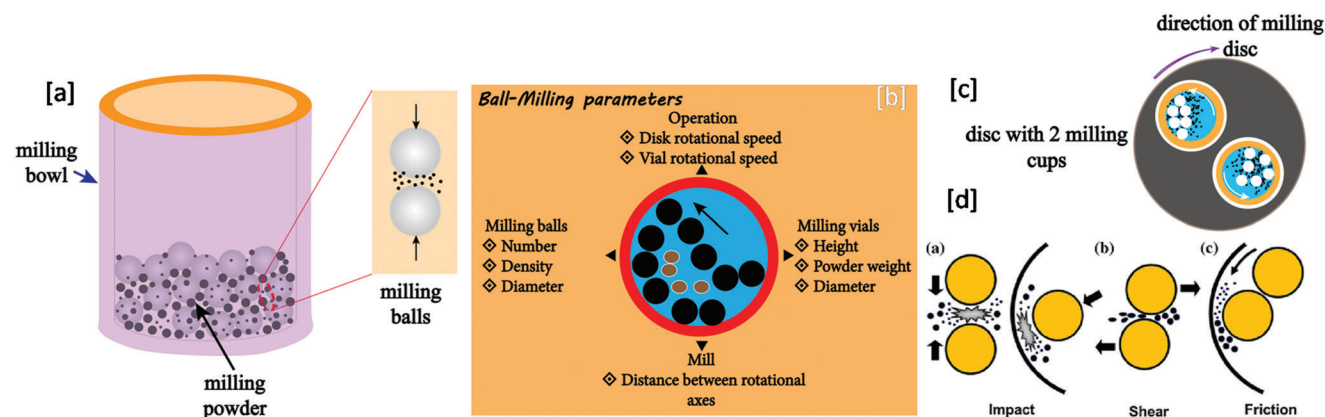 [a]
milling
bowl
milling
balls
milling
powder
Ball-Milling parameters
[b]
Operation
Disk rotational speed
Vial rotational speed
Milling balls
Number
Density
Diameter
Milling vials
Height
Powder weight
Diameter
Mill
Distance between rotational
axes
[c]
direction of milling
disc
disc with 2 milling
cups
[d]
(a)
(b)
(c)
Impact
Shear
Friction